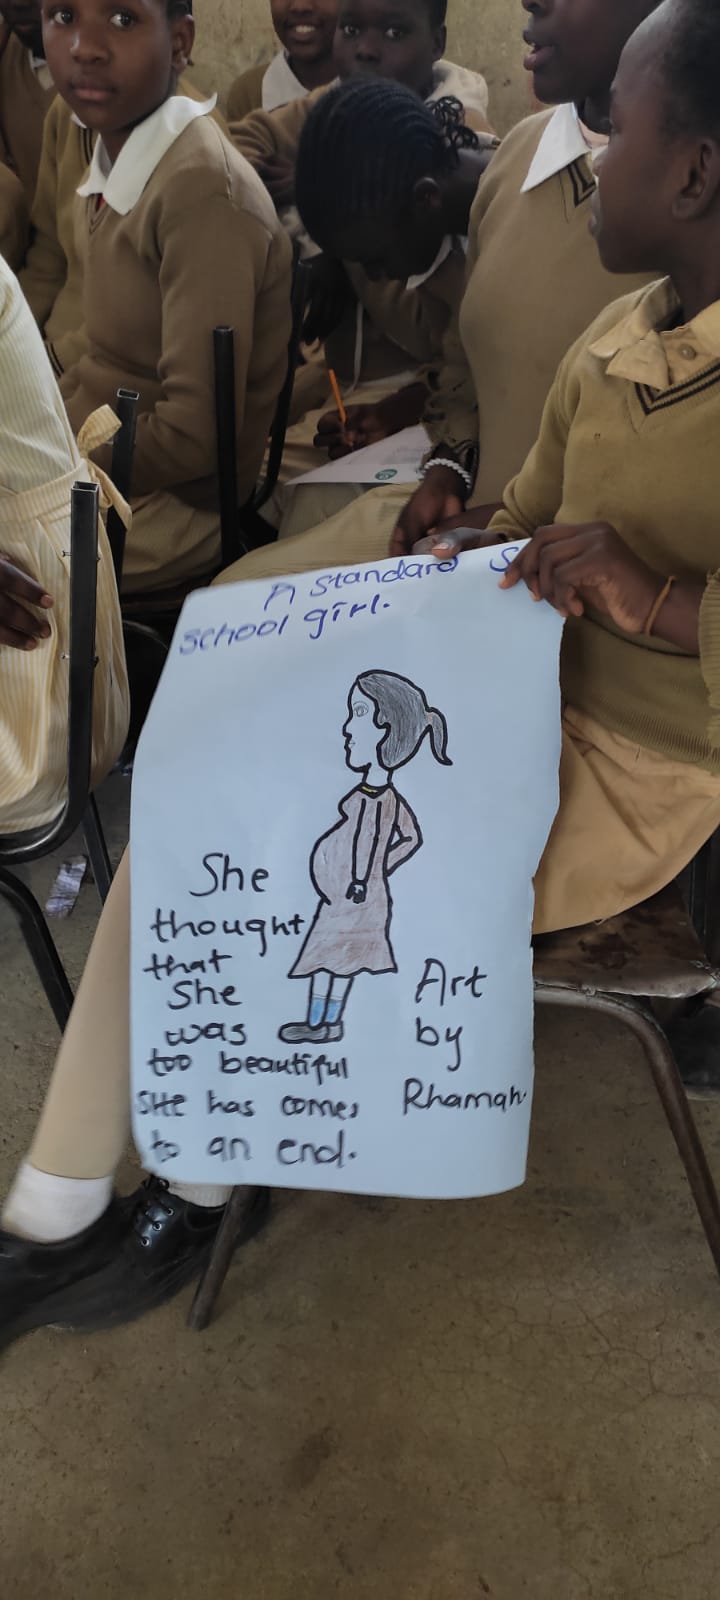 A Standard S
school girl.
She
thought
that
She
was
too beautiful
SHe has comes
to an end.
Art
by
Rhamah.